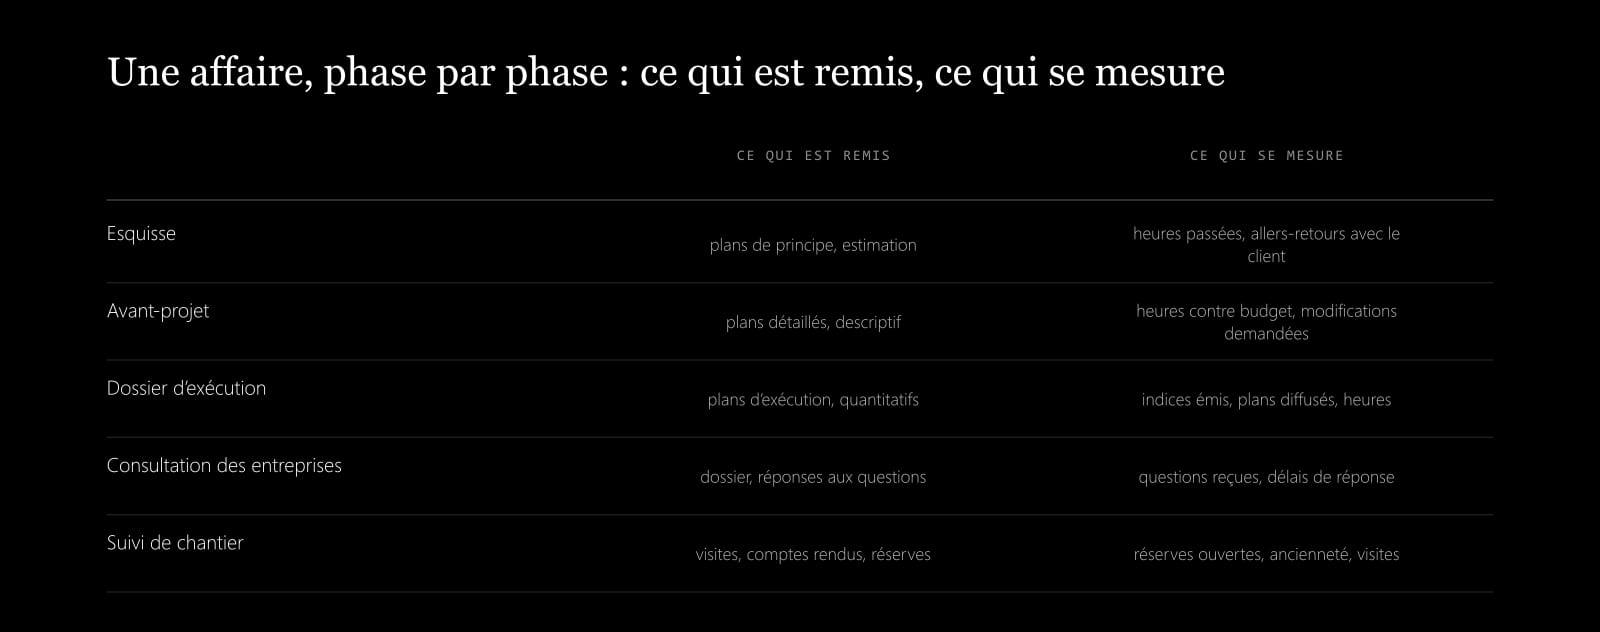 Une affaire, phase par phase : ce qui est remis, ce qui se mesure
CE QUI EST REMIS
CE QUI SE MESURE
Esquisse
plans de principe, estimation
heures passées, allers-retours avec le
client
Avant-projet
plans détaillés, descriptif
heures contre budget, modifications
demandées
Dossier d’exécution
plans d’exécution, quantitatifs
indices émis, plans diffusés, heures
Consultation des entreprises
dossier, réponses aux questions
questions reçues, délais de réponse
Suivi de chantier
visites, comptes rendus, réserves
réserves ouvertes, ancienneté, visites